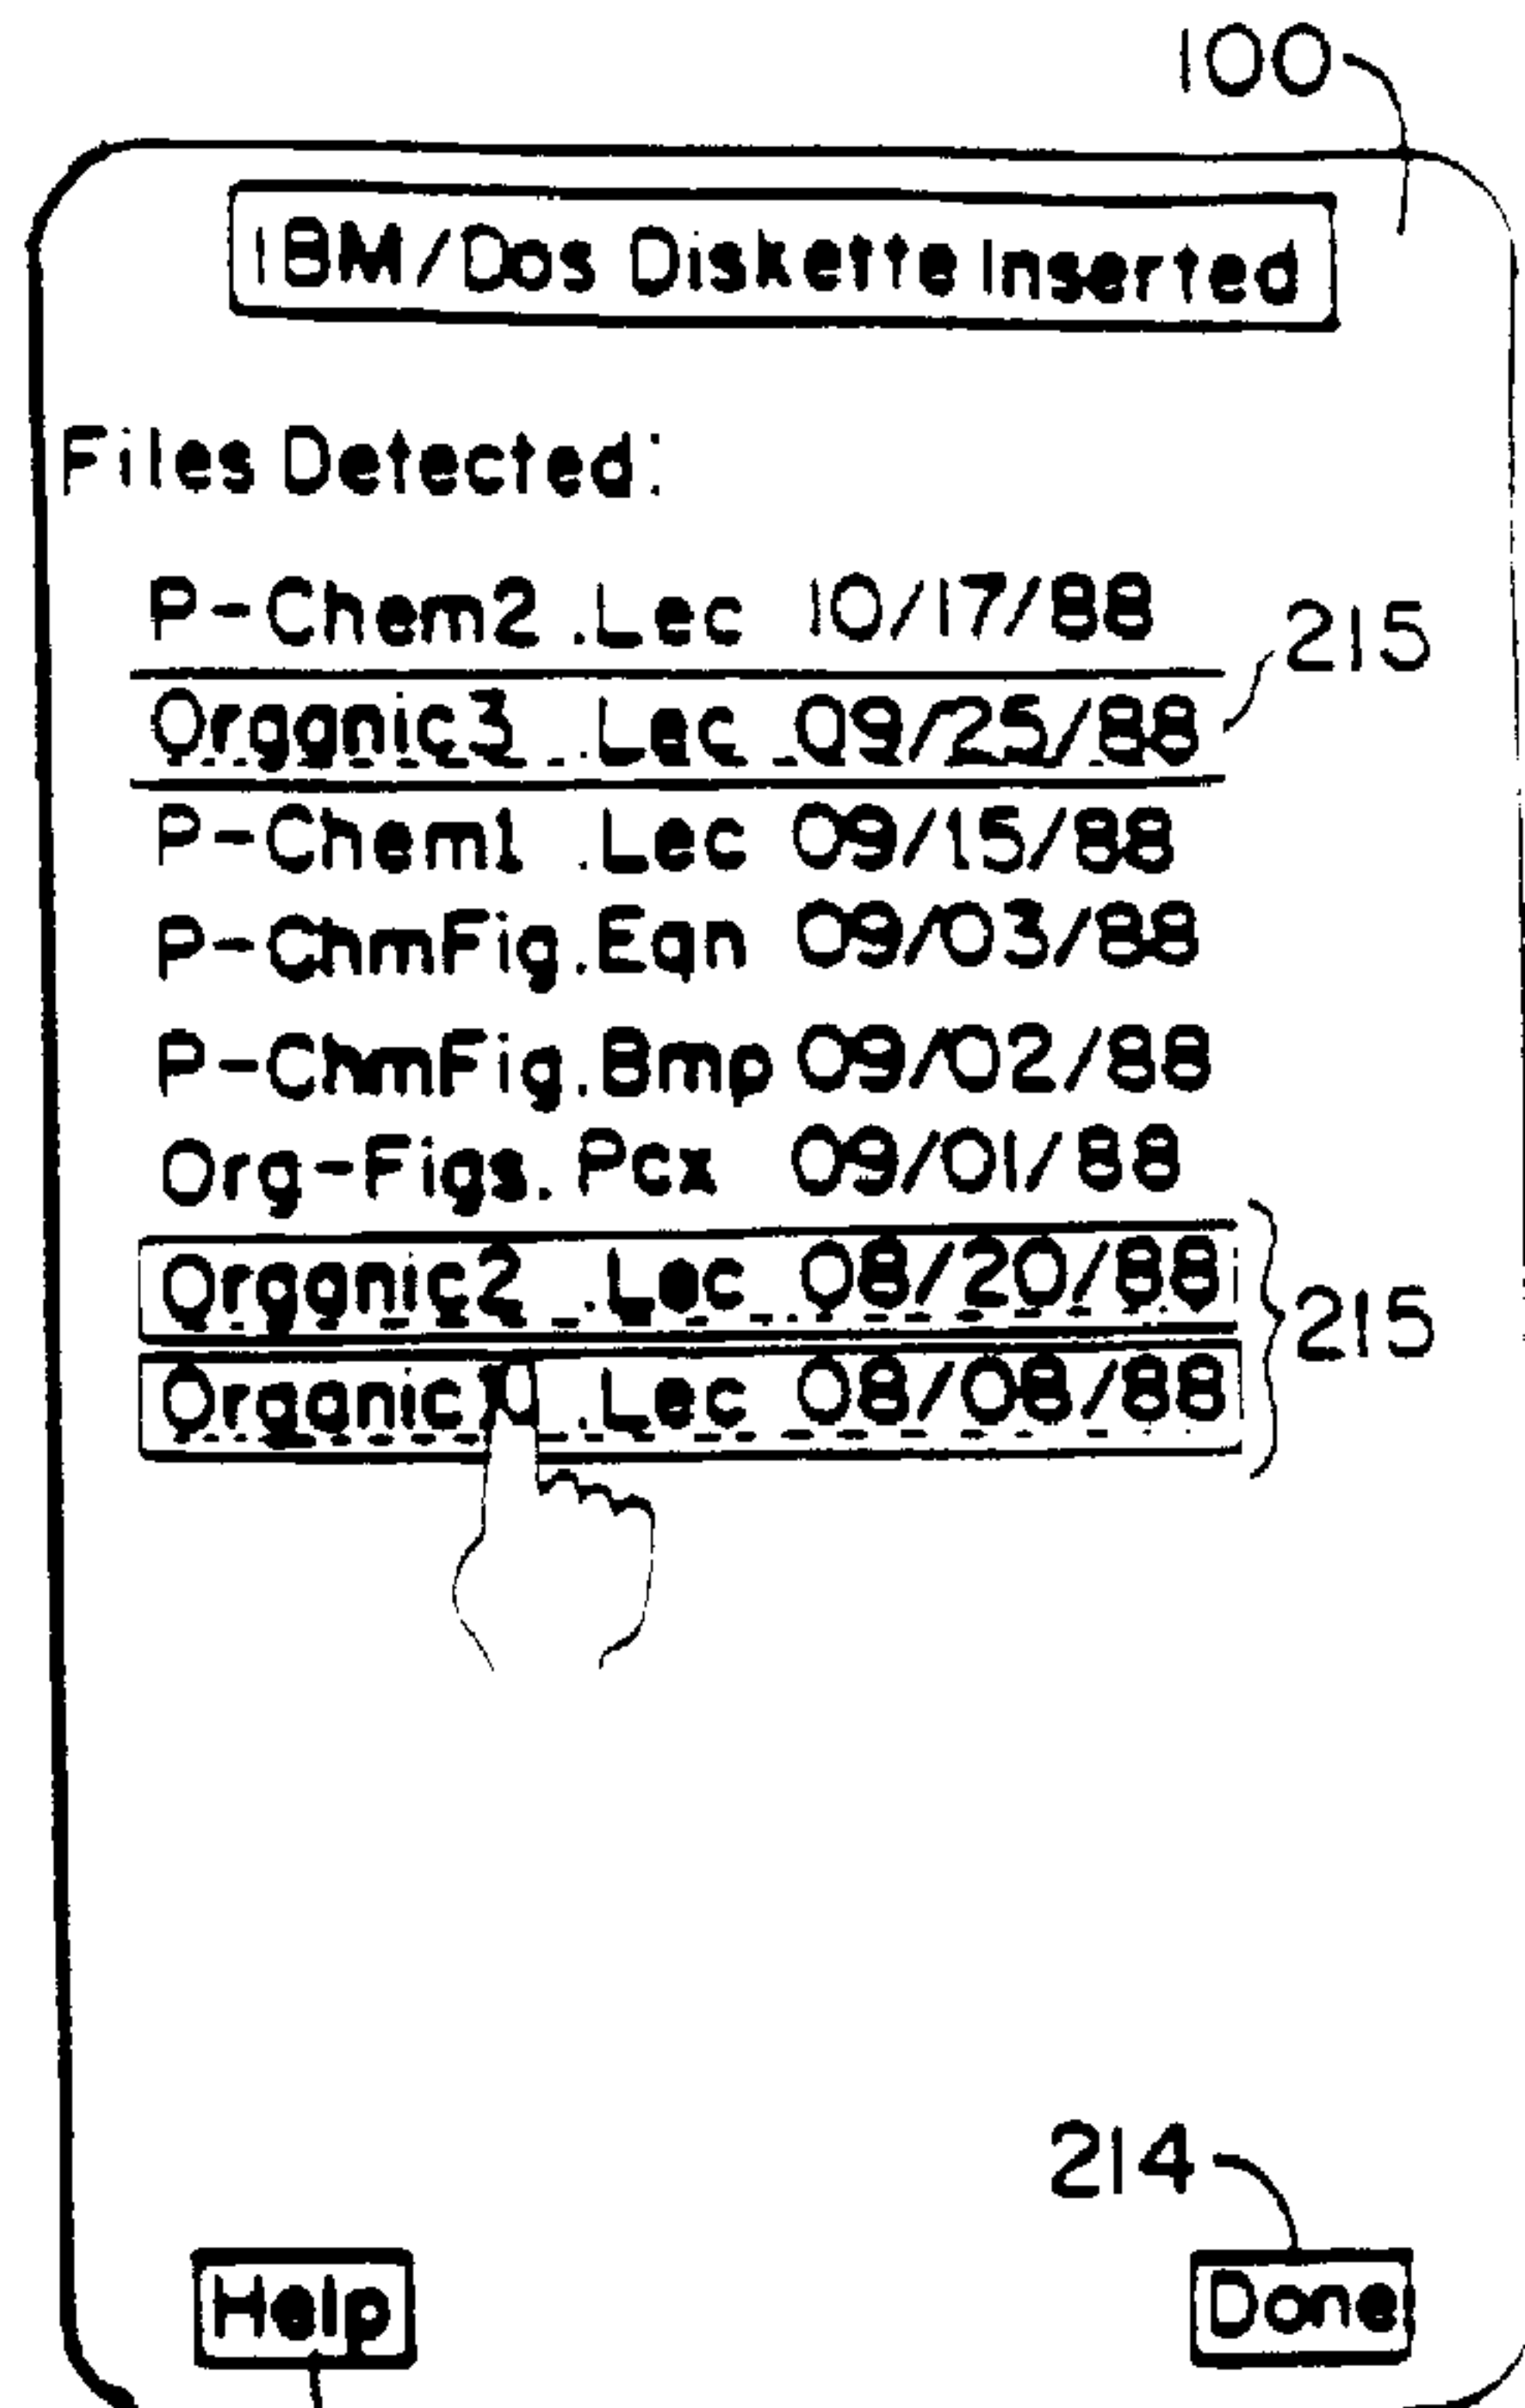 100
IBM/Dos Diskette Inserted
Files Detected:
P-Chem2 .Lec 10/17/88
215
Organic3 .Lec 09/25/88
P-Chem1 .Lec 09/15/88
P-ChmFig.Eqn 09/03/88
P-ChmFig.Bmp 09/02/88
Org-Figs.Pcx 09/01/88
Organic2 .Lec 08/20/88
215
.Lec 08/08/88
214
Help
Done